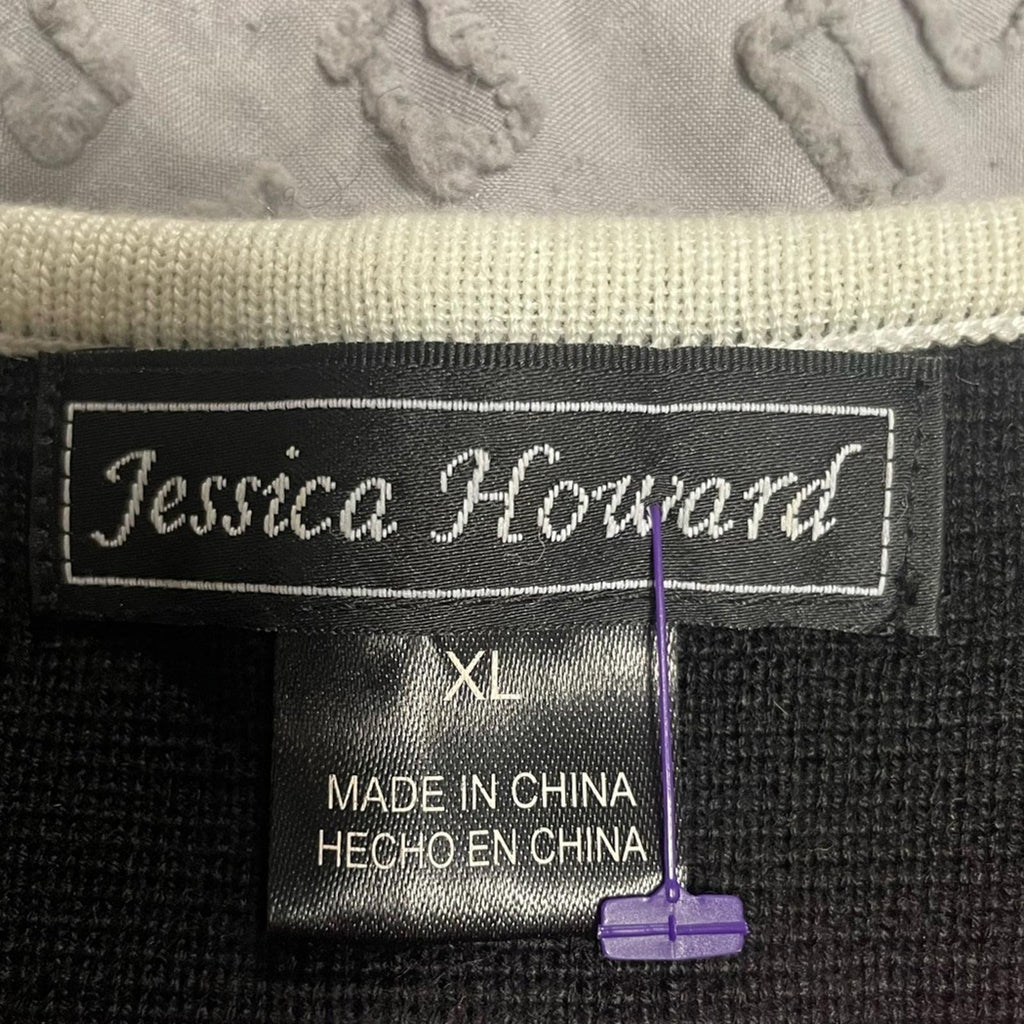 Jessica Howard
XL
MADE IN CHINA
HECHO EN CHINA